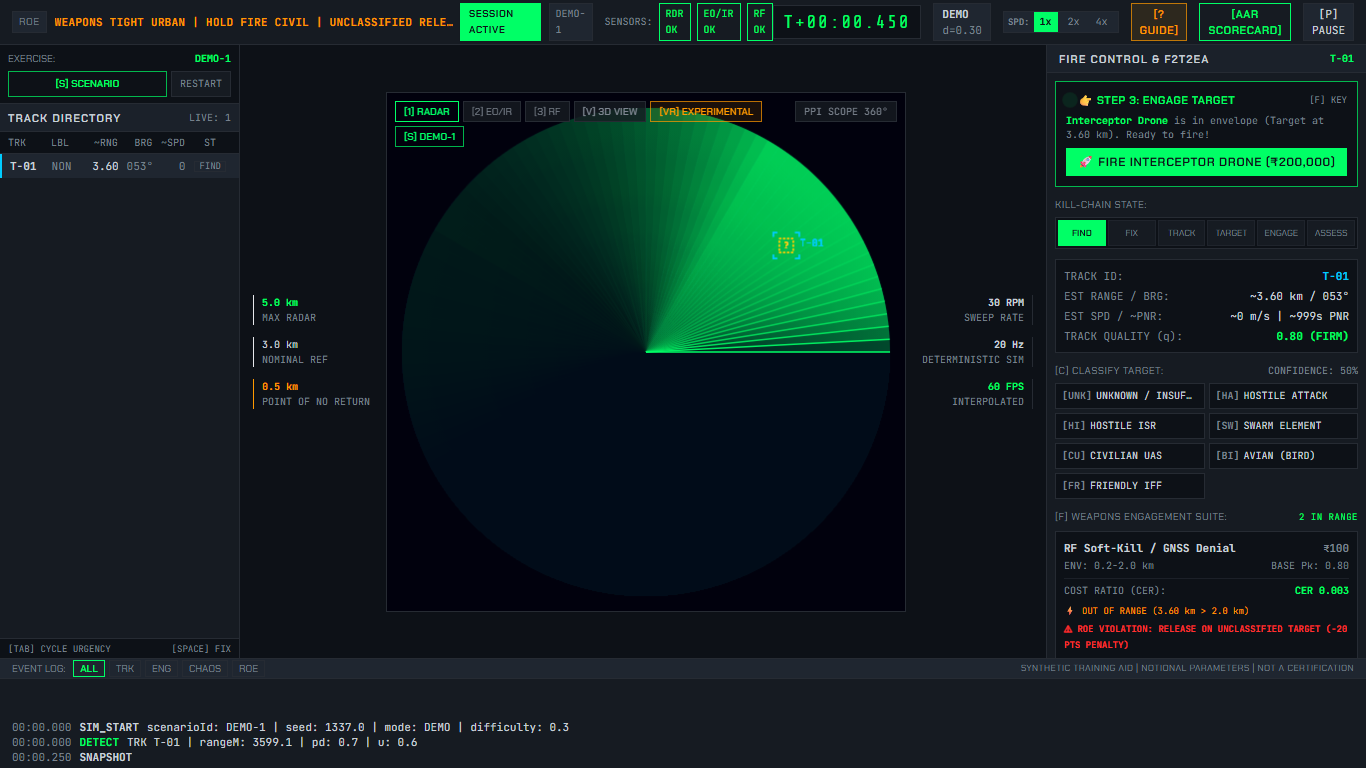 ROE
WEAPONS TIGHT URBAN | HOLD FIRE CIVIL | UNCLASSIFIED RELE…
SESSION ACTIVE
DEMO-1
SENSORS:
RDR OK
EO/IR OK
RF OK
T+00:00.450
DEMO
d=0.30
SPD: 1x 2x 4x
[? GUIDE]
[AAR SCORECARD]
[P] PAUSE
EXERCISE: DEMO-1
[S] SCENARIO
RESTART
TRACK DIRECTORY LIVE: 1
TRK LBL ~RNG BRG ~SPD ST
T-01 NON 3.60 053° 0 FIND
[TAB] CYCLE URGENCY [SPACE] FIX
[1] RADAR
[2] EO/IR
[3] RF
[V] 3D VIEW
[VR] EXPERIMENTAL
PPI SCOPE 360°
[S] DEMO-1
?
T-01
5.0 km
MAX RADAR
3.0 km
NOMINAL REF
0.5 km
POINT OF NO RETURN
30 RPM
SWEEP RATE
20 Hz
DETERMINISTIC SIM
60 FPS
INTERPOLATED
FIRE CONTROL & F2T2EA T-01
👉 STEP 3: ENGAGE TARGET [F] KEY
Interceptor Drone is in envelope (Target at
3.60 km). Ready to fire!
🚀 FIRE INTERCEPTOR DRONE (₹200,000)
KILL-CHAIN STATE:
FIND FIX TRACK TARGET ENGAGE ASSESS
TRACK ID: T-01
EST RANGE / BRG: ~3.60 km / 053°
EST SPD / ~PNR: ~0 m/s | ~999s PNR
TRACK QUALITY (q): 0.80 (FIRM)
[C] CLASSIFY TARGET: CONFIDENCE: 50%
[UNK] UNKNOWN / INSUF…
[HA] HOSTILE ATTACK
[HI] HOSTILE ISR
[SW] SWARM ELEMENT
[CU] CIVILIAN UAS
[BI] AVIAN (BIRD)
[FR] FRIENDLY IFF
[F] WEAPONS ENGAGEMENT SUITE: 2 IN RANGE
RF Soft-Kill / GNSS Denial ₹100
ENV: 0.2-2.0 km BASE Pk: 0.80
COST RATIO (CER): CER 0.003
⚡ OUT OF RANGE (3.60 km > 2.0 km)
⚠ ROE VIOLATION: RELEASE ON UNCLASSIFIED TARGET (-20
PTS PENALTY)
EVENT LOG: ALL TRK ENG CHAOS ROE
SYNTHETIC TRAINING AID | NOTIONAL PARAMETERS | NOT A CERTIFICATION
00:00.000 SIM_START scenarioId: DEMO-1 | seed: 1337.0 | mode: DEMO | difficulty: 0.3
00:00.000 DETECT TRK T-01 | rangeM: 3599.1 | pd: 0.7 | u: 0.6
00:00.250 SNAPSHOT